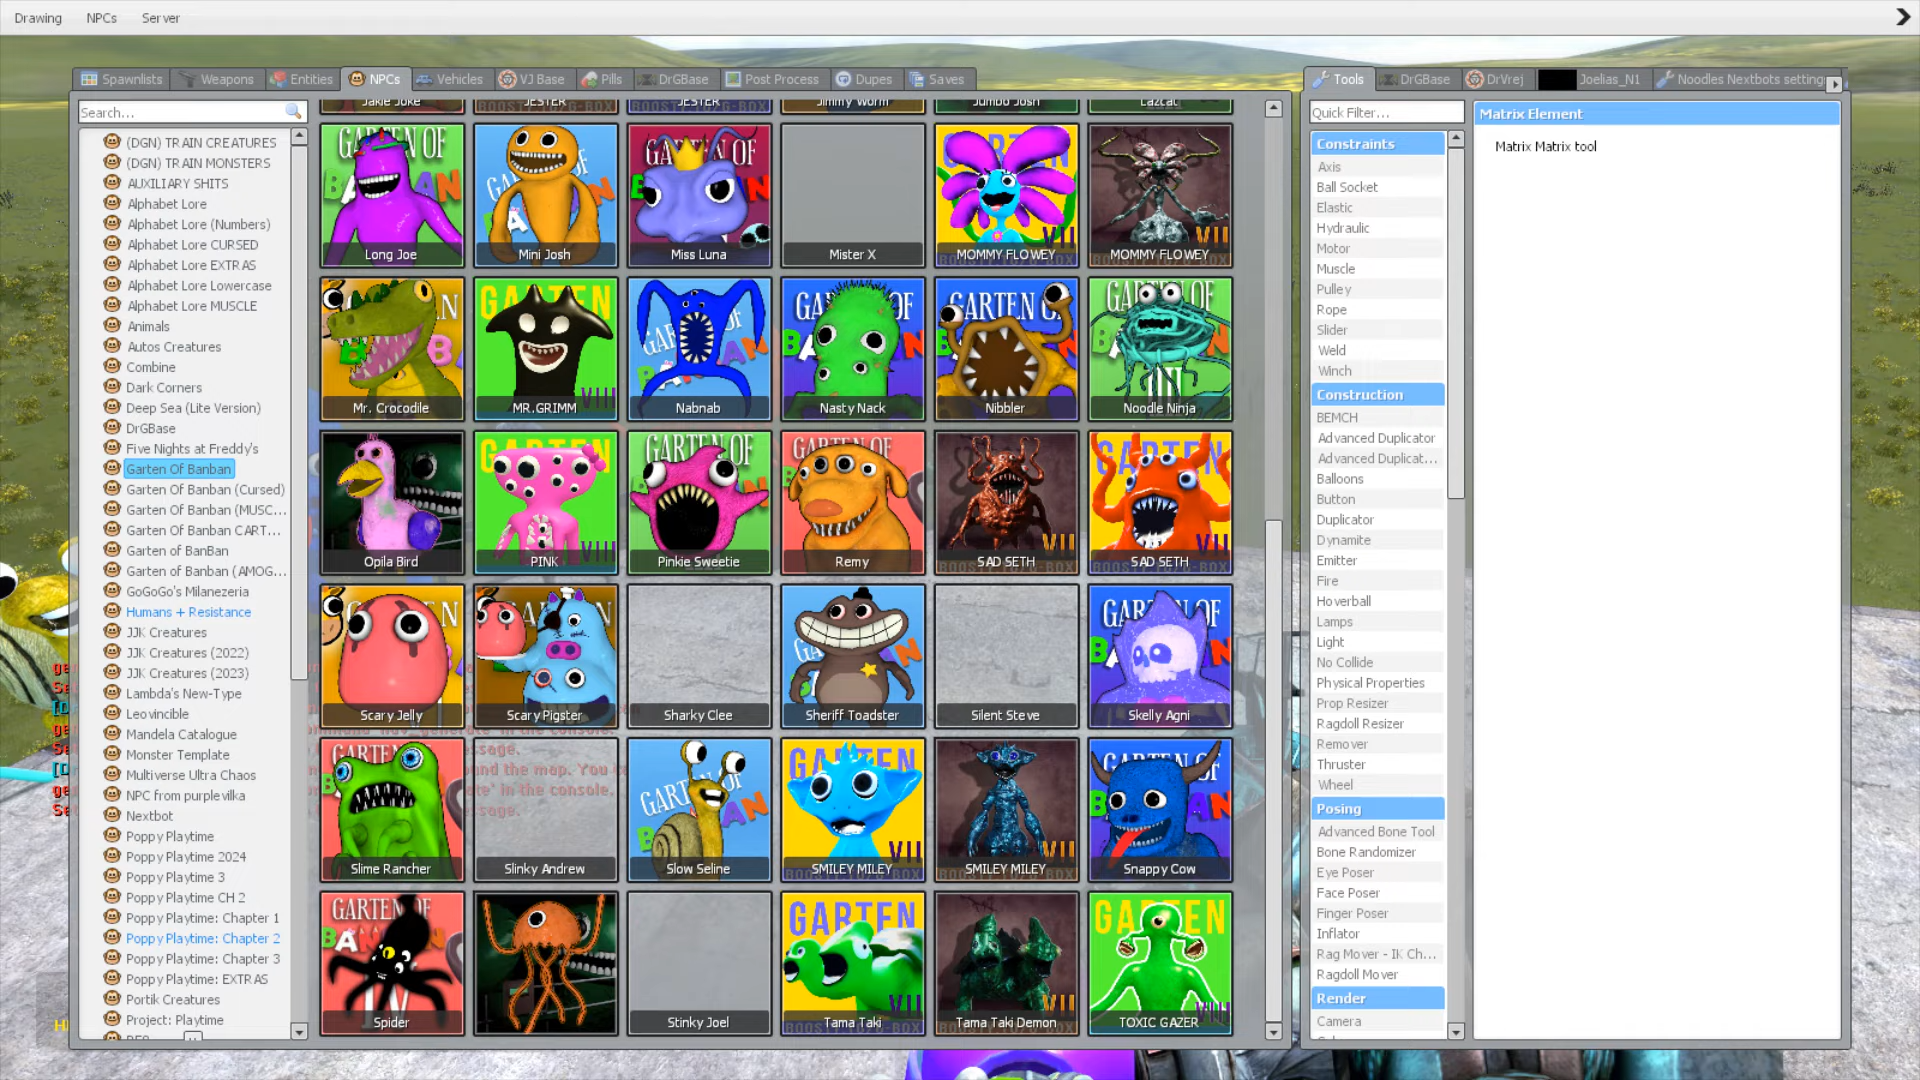 Drawing NPCs Server
Spawnlists Weapons Entities NPCs Vehicles VJ Base Pills DrGBase Post Process Dupes Saves
Tools DrGBase DrVrej Joelias_N1 Noodles Nextbots setting
Search...
(DGN) TRAIN CREATURES
(DGN) TRAIN MONSTERS
AUXILIARY SHITS
Alphabet Lore
Alphabet Lore (Numbers)
Alphabet Lore CURSED
Alphabet Lore EXTRAS
Alphabet Lore Lowercase
Alphabet Lore MUSCLE
Animals
Autos Creatures
Combine
Dark Corners
Deep Sea (Lite Version)
DrGBase
Five Nights at Freddy's
Garten Of Banban
Garten Of Banban (Cursed)
Garten Of Banban (MUSC...
Garten Of Banban CART...
Garten of BanBan
Garten of Banban (AMOG...
GoGoGo's Milanezeria
Humans + Resistance
JJK Creatures
JJK Creatures (2022)
JJK Creatures (2023)
Lambda's New-Type
Leovincible
Mandela Catalogue
Monster Template
Multiverse Ultra Chaos
NPC from purplevilka
Nextbot
Poppy Playtime
Poppy Playtime 2024
Poppy Playtime 3
Poppy Playtime CH 2
Poppy Playtime: Chapter 1
Poppy Playtime: Chapter 2
Poppy Playtime: Chapter 3
Poppy Playtime: EXTRAS
Portik Creatures
Project: Playtime
Jakie Joke JESTER JESTER Jimmy Worm Jumbo Josh LazLaz
Long Joe Mini Josh Miss Luna Mister X MOMMY FLOWEY MOMMY FLOWEY
Mr. Crocodile MR.GRIMM Nabnab Nasty Nack Nibbler Noodle Ninja
Opila Bird PINK Pinkie Sweetie Remy SAD SETH SAD SETH
Scary Jelly Scary Pigster Sharky Clee Sheriff Toadster Silent Steve Skelly Agni
Slime Rancher Slinky Andrew Slow Seline SMILEY MILEY SMILEY MILEY Snappy Cow
Spider Stinky Joel Tama Taki Tama Taki Demon TOXIC GAZER
Quick Filter...
Constraints
Axis
Ball Socket
Elastic
Hydraulic
Motor
Muscle
Pulley
Rope
Slider
Weld
Winch
Construction
BEMCH
Advanced Duplicator
Advanced Duplicat...
Balloons
Button
Duplicator
Dynamite
Emitter
Fire
Hoverball
Lamps
Light
No Collide
Physical Properties
Prop Resizer
Ragdoll Resizer
Remover
Thruster
Wheel
Posing
Advanced Bone Tool
Bone Randomizer
Eye Poser
Face Poser
Finger Poser
Inflator
Rag Mover - IK Ch...
Ragdoll Mover
Render
Camera
Matrix Element
Matrix Matrix tool